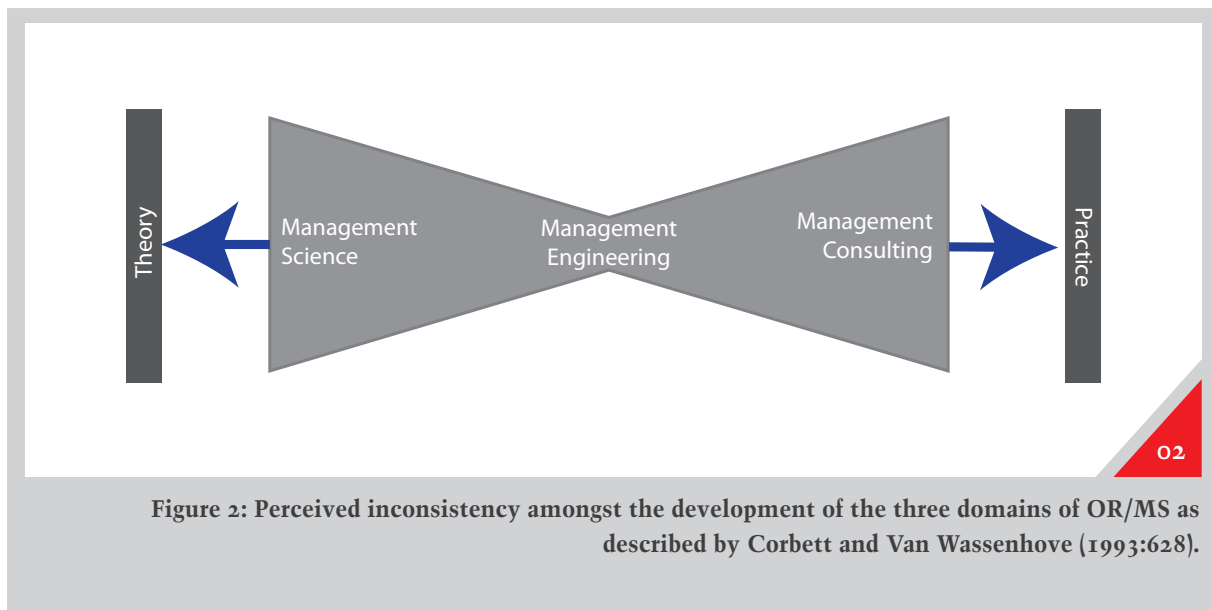 Theory
Management
Science
Management
Engineering
Management
Consulting
Practice
02
Figure 2: Perceived inconsistency amongst the development of the three domains of OR/MS as
described by Corbett and Van Wassenhove (1993:628).